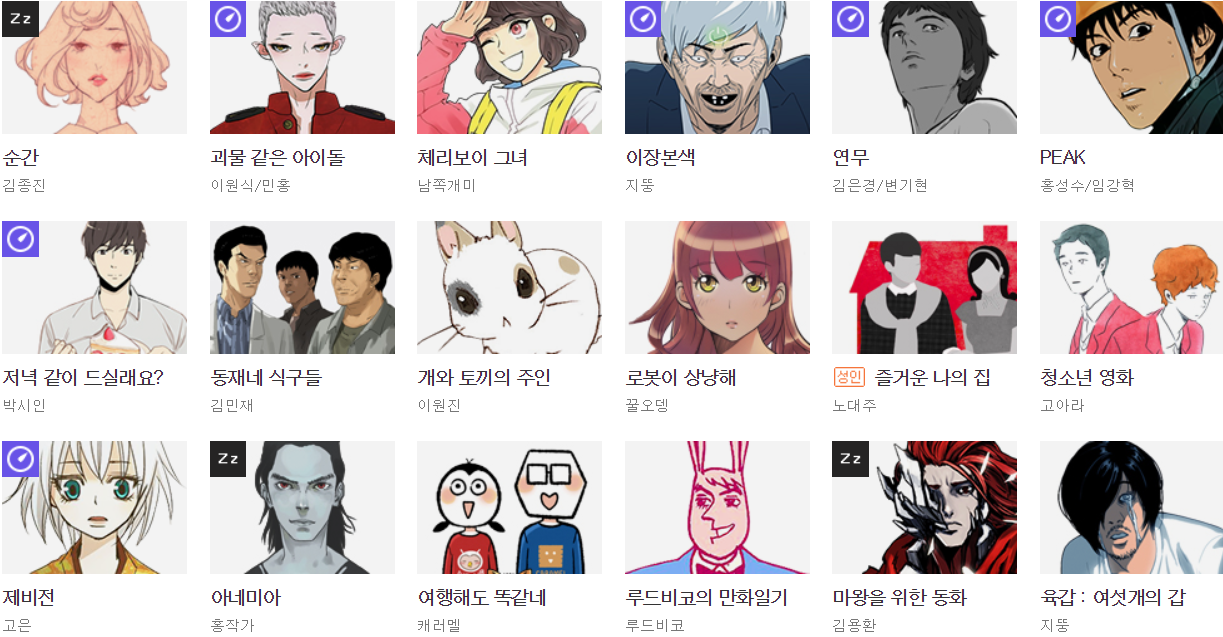 Zz
순간
김종진
괴물 같은 아이돌
이원식/민홍
체리보이 그녀
남쪽개미
이장본색
지뚱
연무
김은경/변기현
PEAK
홍성수/임강혁
저녁 같이 드실래요?
박시인
동재네 식구들
김민재
개와 토끼의 주인
이원진
로봇이 상냥해
꿀오뎅
성인 즐거운 나의 집
노대주
청소년 영화
고아라
제비전
고은
Zz
아네미아
홍작가
여행해도 똑같네
캐러멜
루드비코의 만화일기
루드비코
Zz
마왕을 위한 동화
김용환
육갑 : 여섯개의 갑
지뚱